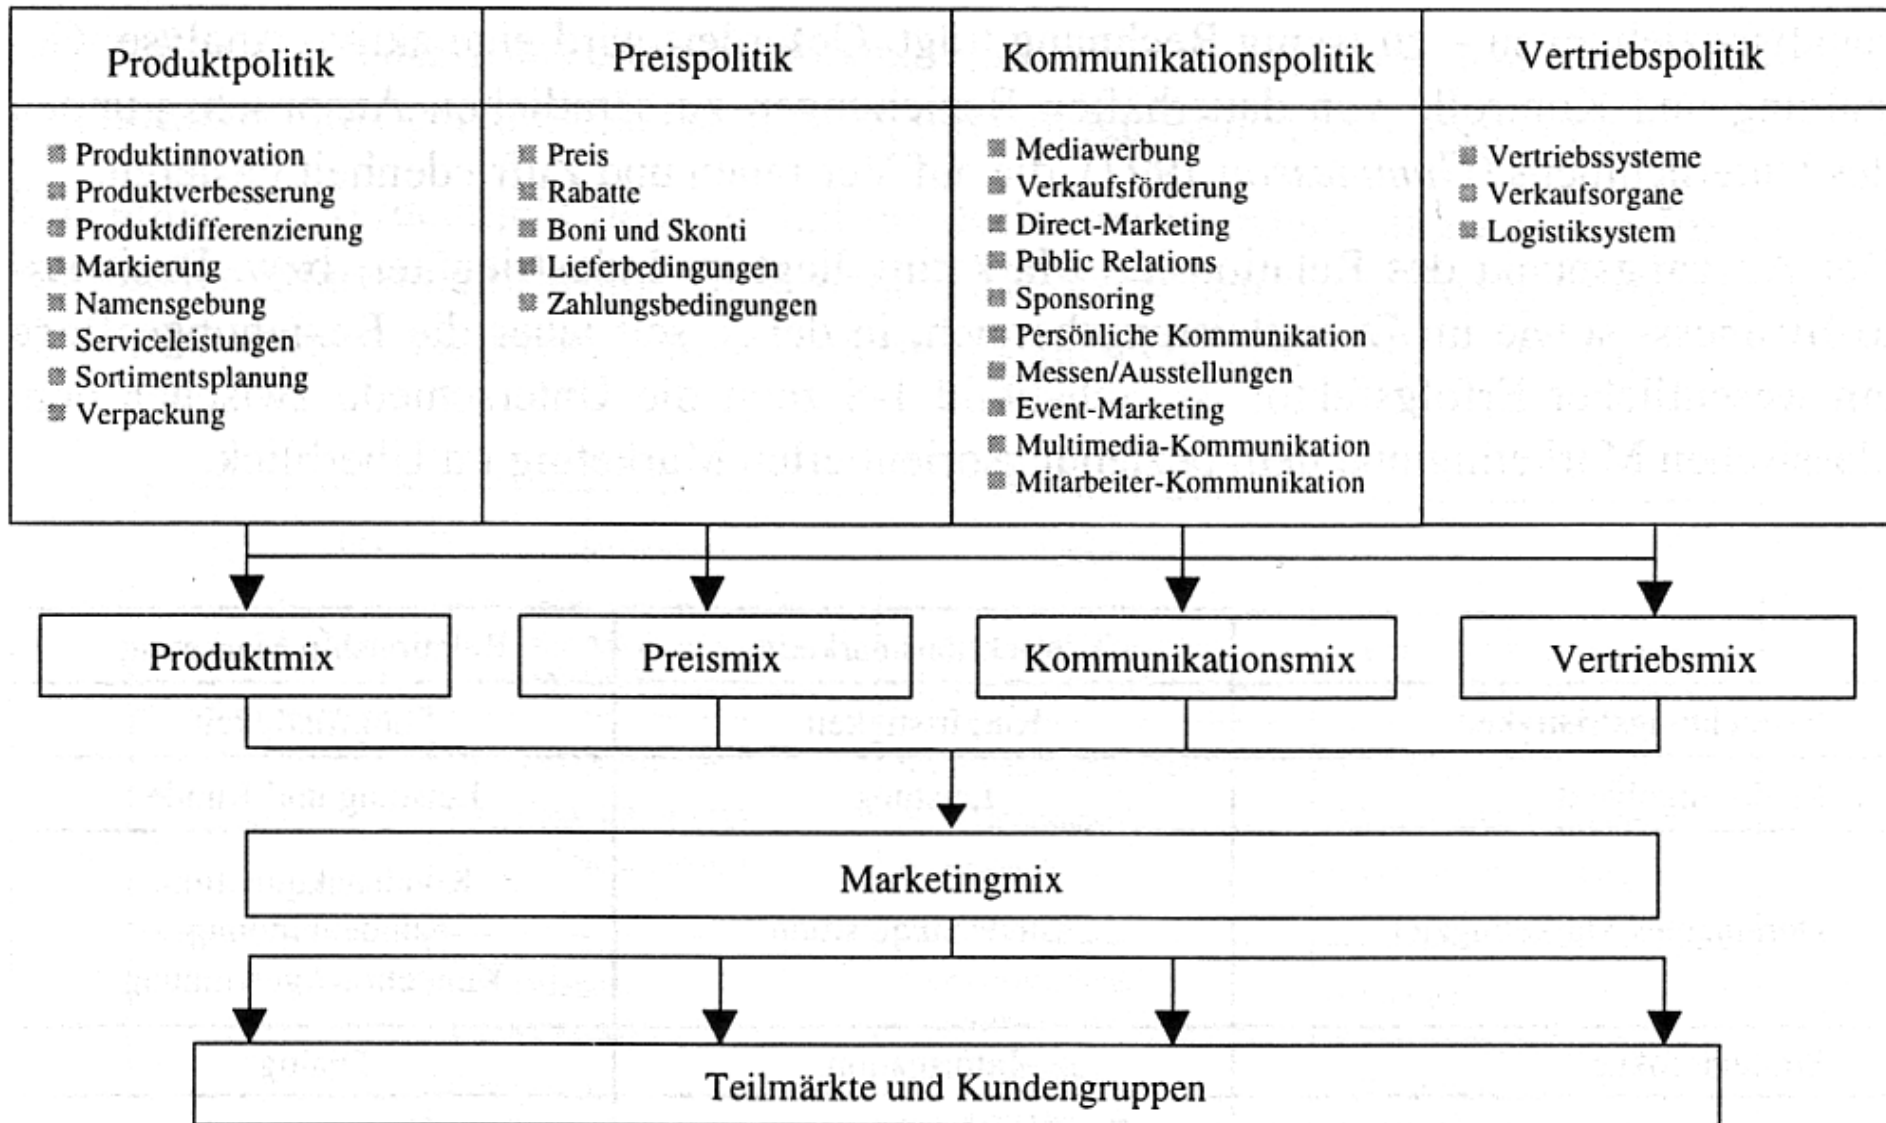 Produktpolitik
Produktinnovation
Produktverbesserung
Produktdifferenzierung
Markierung
Namensgebung
Serviceleistungen
Sortimentsplanung
Verpackung
Preispolitik
Preis
Rabatte
Boni und Skonti
Lieferbedingungen
Zahlungsbedingungen
Kommunikationspolitik
Mediawerbung
Verkaufsförderung
Direct-Marketing
Public Relations
Sponsoring
Persönliche Kommunikation
Messen/Ausstellungen
Event-Marketing
Multimedia-Kommunikation
Mitarbeiter-Kommunikation
Vertriebspolitik
Vertriebssysteme
Verkaufsorgane
Logistiksystem
Produktmix
Preismix
Kommunikationsmix
Vertriebsmix
Marketingmix
Teilmärkte und Kundengruppen